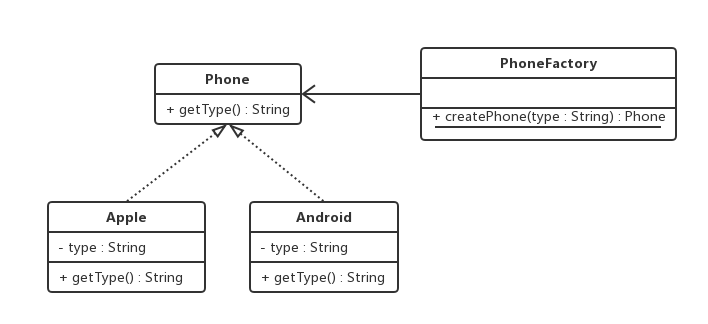 Phone
+ getType() : String
PhoneFactory
+ createPhone(type : String) : Phone
Apple
- type : String
+ getType() : String
Android
- type : String
+ getType() : String